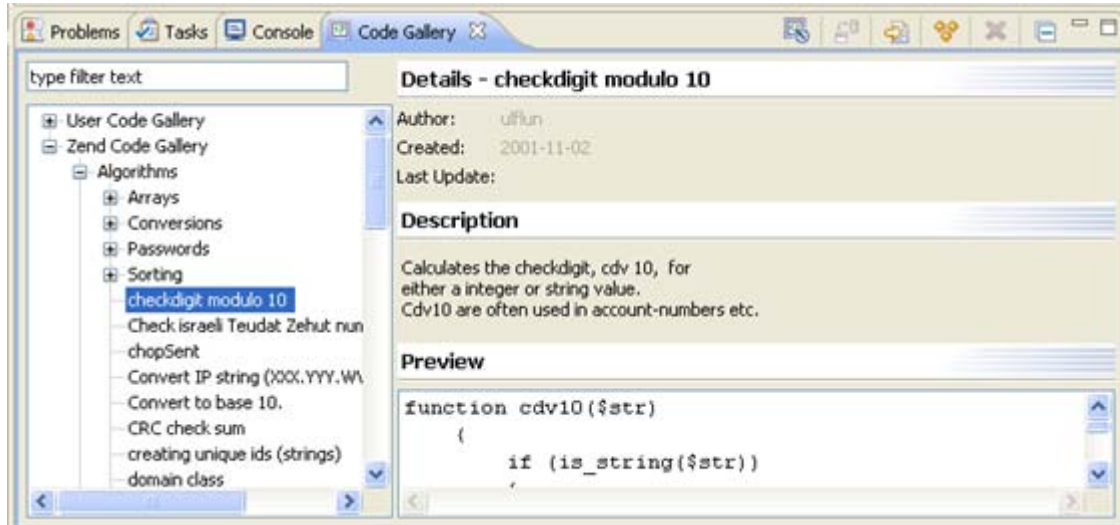 Problems Tasks Console Code Gallery
type filter text
User Code Gallery
Zend Code Gallery
Algorithms
Arrays
Conversions
Passwords
Sorting
checkdigit modulo 10
Check israeli Teudat Zehut num
chopSent
Convert IP string (XXX.YYY.WV
Convert to base 10.
CRC check sum
creating unique ids (strings)
domain class
Details - checkdigit modulo 10
Author: ulflun
Created: 2001-11-02
Last Update:
Description
Calculates the checkdigit, cdv 10, for
either a integer or string value.
Cdv10 are often used in account-numbers etc.
Preview
function cdv10($str)
{
if (is_string($str))